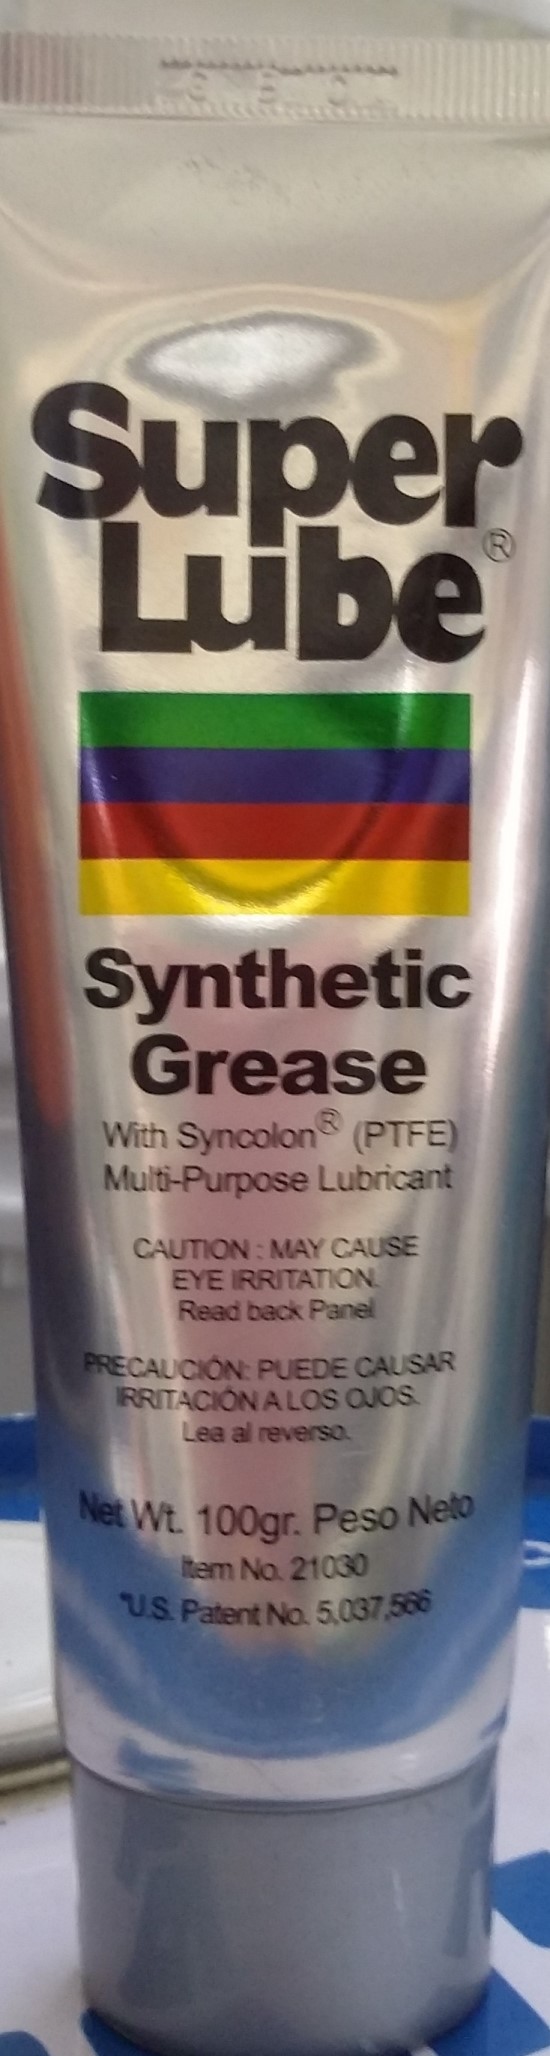 Super
Lube®
Synthetic
Grease
With Syncolon® (PTFE)
Multi-Purpose Lubricant
CAUTION : MAY CAUSE
EYE IRRITATION.
Read back Panel
PRECAUCIÓN: PUEDE CAUSAR
IRRITACIÓN A LOS OJOS.
Lea al reverso.
Net Wt. 100gr. Peso Neto
Item No. 21030
*U.S. Patent No. 5,037,566